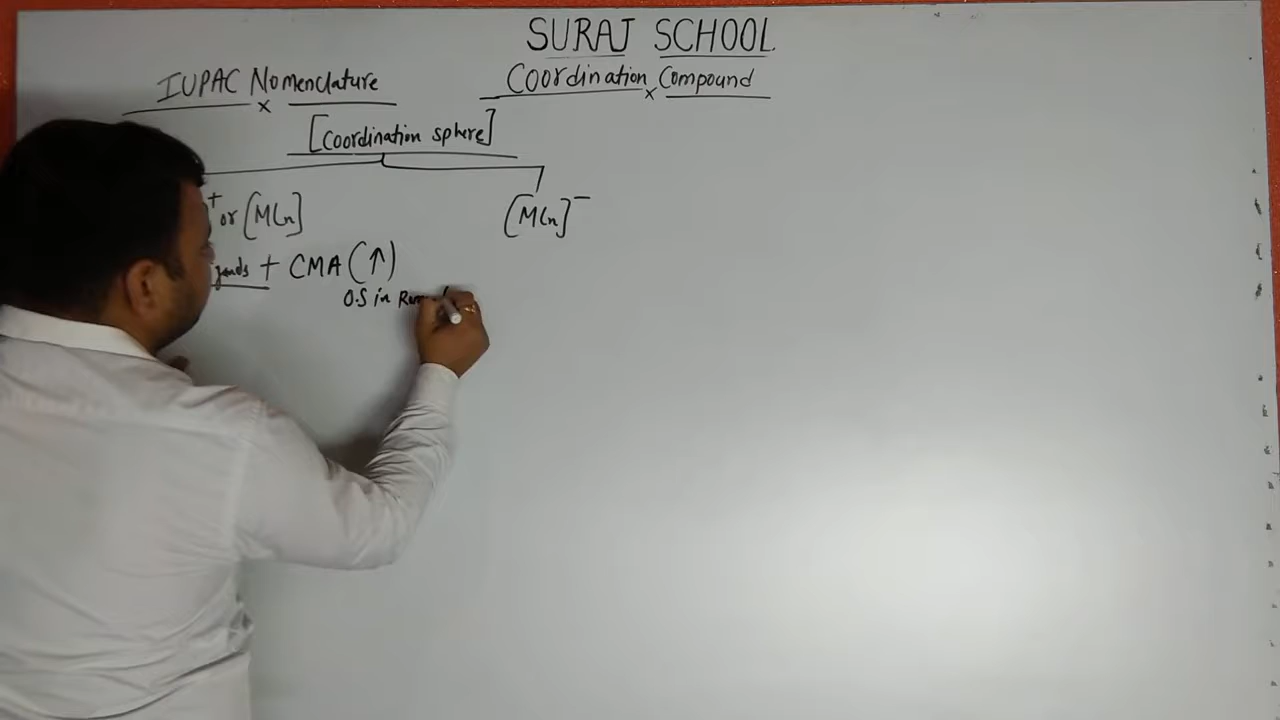 SURAJ SCHOOL
IUPAC Nomenclature Coordination Compound
[Coordination sphere]
+ or [MLn] [MLn]⁻
+ CMA (↑)
O.S in